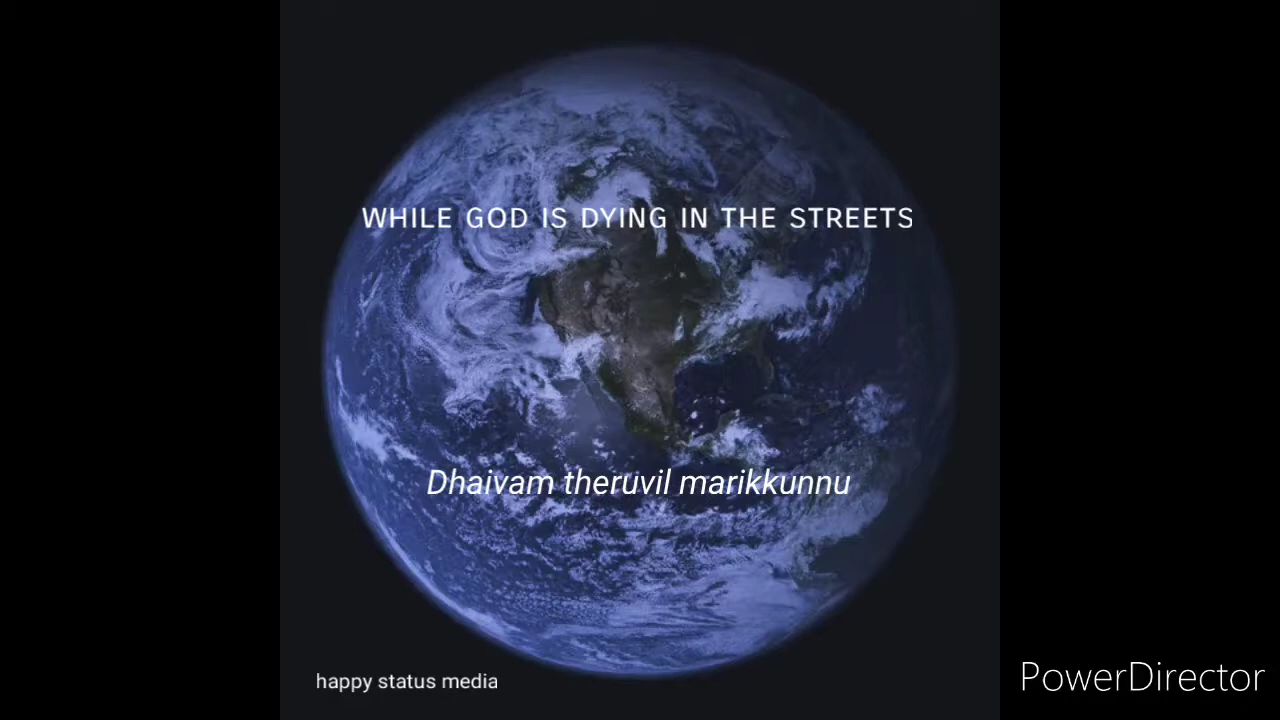 WHILE GOD IS DYING IN THE STREETS
Dhaivam theruvil marikkunnu
happy status media
PowerDirector